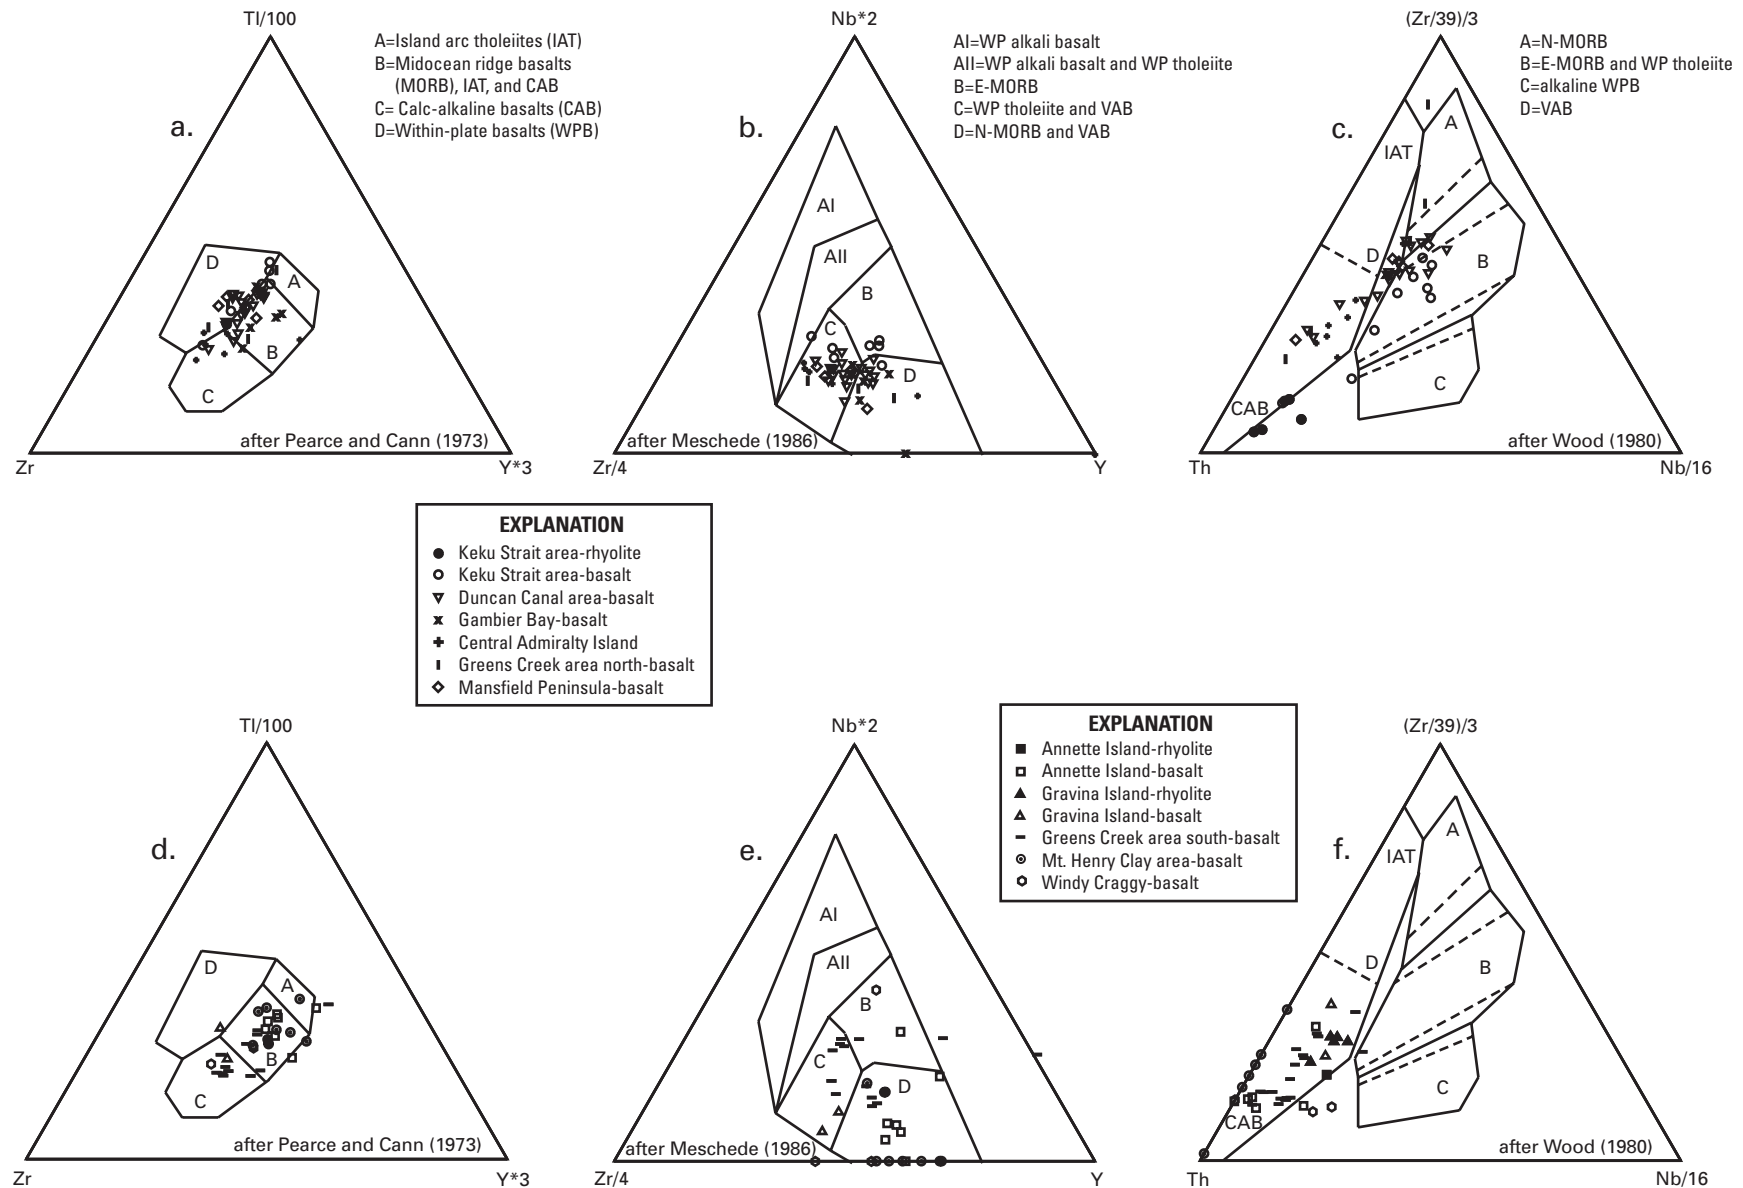 Tl/100
A=Island arc tholeiites (IAT)
B=Midocean ridge basalts
(MORB), IAT, and CAB
C= Calc-alkaline basalts (CAB)
D=Within-plate basalts (WPB)
a.
D
A
B
C
after Pearce and Cann (1973)
Zr
Y*3
Nb*2
AI=WP alkali basalt
AII=WP alkali basalt and WP tholeiite
B=E-MORB
C=WP tholeiite and VAB
D=N-MORB and VAB
b.
AI
AII
B
C
D
after Meschede (1986)
Zr/4
Y
(Zr/39)/3
A=N-MORB
B=E-MORB and WP tholeiite
C=alkaline WPB
D=VAB
c.
A
IAT
D
B
C
CAB
after Wood (1980)
Th
Nb/16
EXPLANATION
Keku Strait area-rhyolite
Keku Strait area-basalt
Duncan Canal area-basalt
Gambier Bay-basalt
Central Admiralty Island
Greens Creek area north-basalt
Mansfield Peninsula-basalt
EXPLANATION
Annette Island-rhyolite
Annette Island-basalt
Gravina Island-rhyolite
Gravina Island-basalt
Greens Creek area south-basalt
Mt. Henry Clay area-basalt
Windy Craggy-basalt
Tl/100
d.
D
A
B
C
after Pearce and Cann (1973)
Zr
Y*3
Nb*2
e.
AI
AII
B
C
D
after Meschede (1986)
Zr/4
Y
(Zr/39)/3
f.
A
IAT
D
B
C
CAB
after Wood (1980)
Th
Nb/16